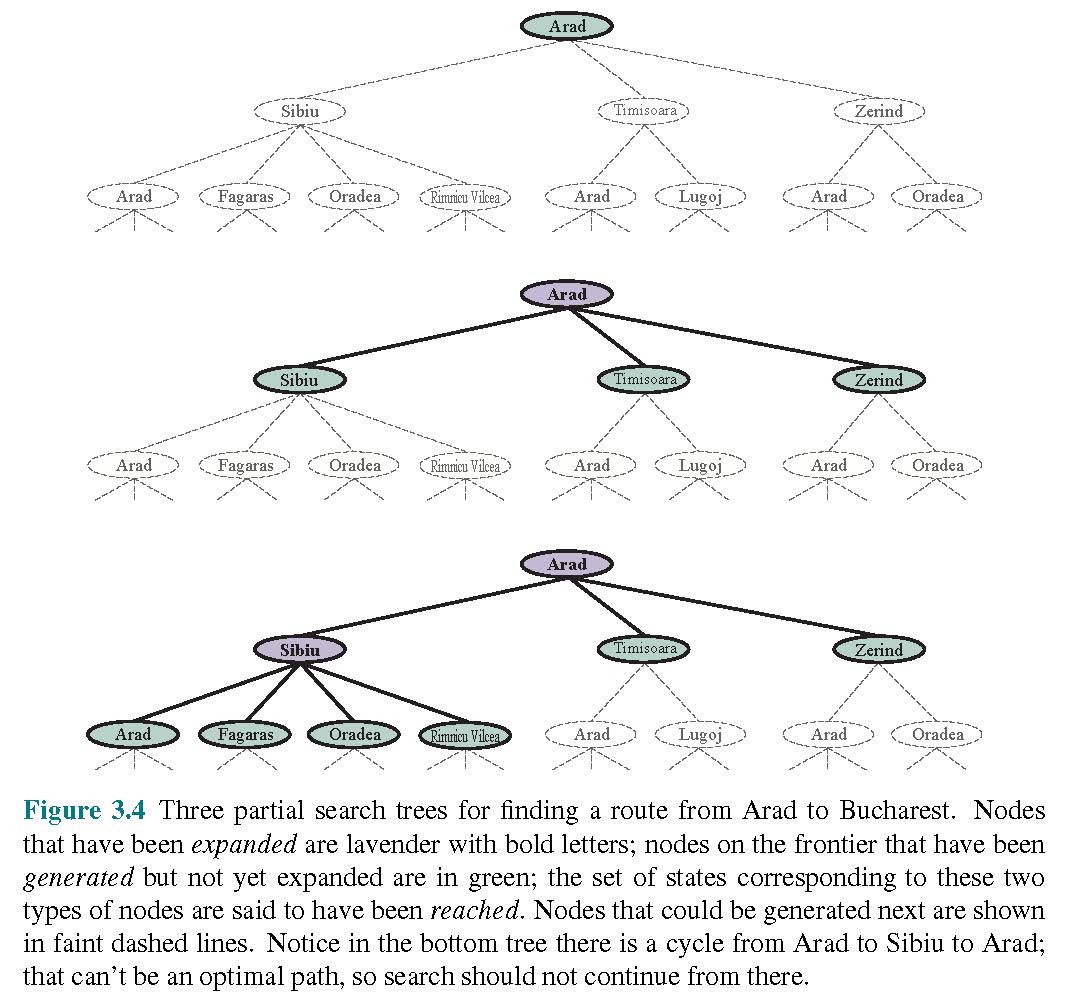 Arad
Sibiu Timisoara Zerind
Arad Fagaras Oradea Rimnicu Vilcea Arad Lugoj Arad Oradea
Arad
Sibiu Timisoara Zerind
Arad Fagaras Oradea Rimnicu Vilcea Arad Lugoj Arad Oradea
Arad
Sibiu Timisoara Zerind
Arad Fagaras Oradea Rimnicu Vilcea Arad Lugoj Arad Oradea
Figure 3.4 Three partial search trees for finding a route from Arad to Bucharest. Nodes
that have been expanded are lavender with bold letters; nodes on the frontier that have been
generated but not yet expanded are in green; the set of states corresponding to these two
types of nodes are said to have been reached. Nodes that could be generated next are shown
in faint dashed lines. Notice in the bottom tree there is a cycle from Arad to Sibiu to Arad;
that can't be an optimal path, so search should not continue from there.